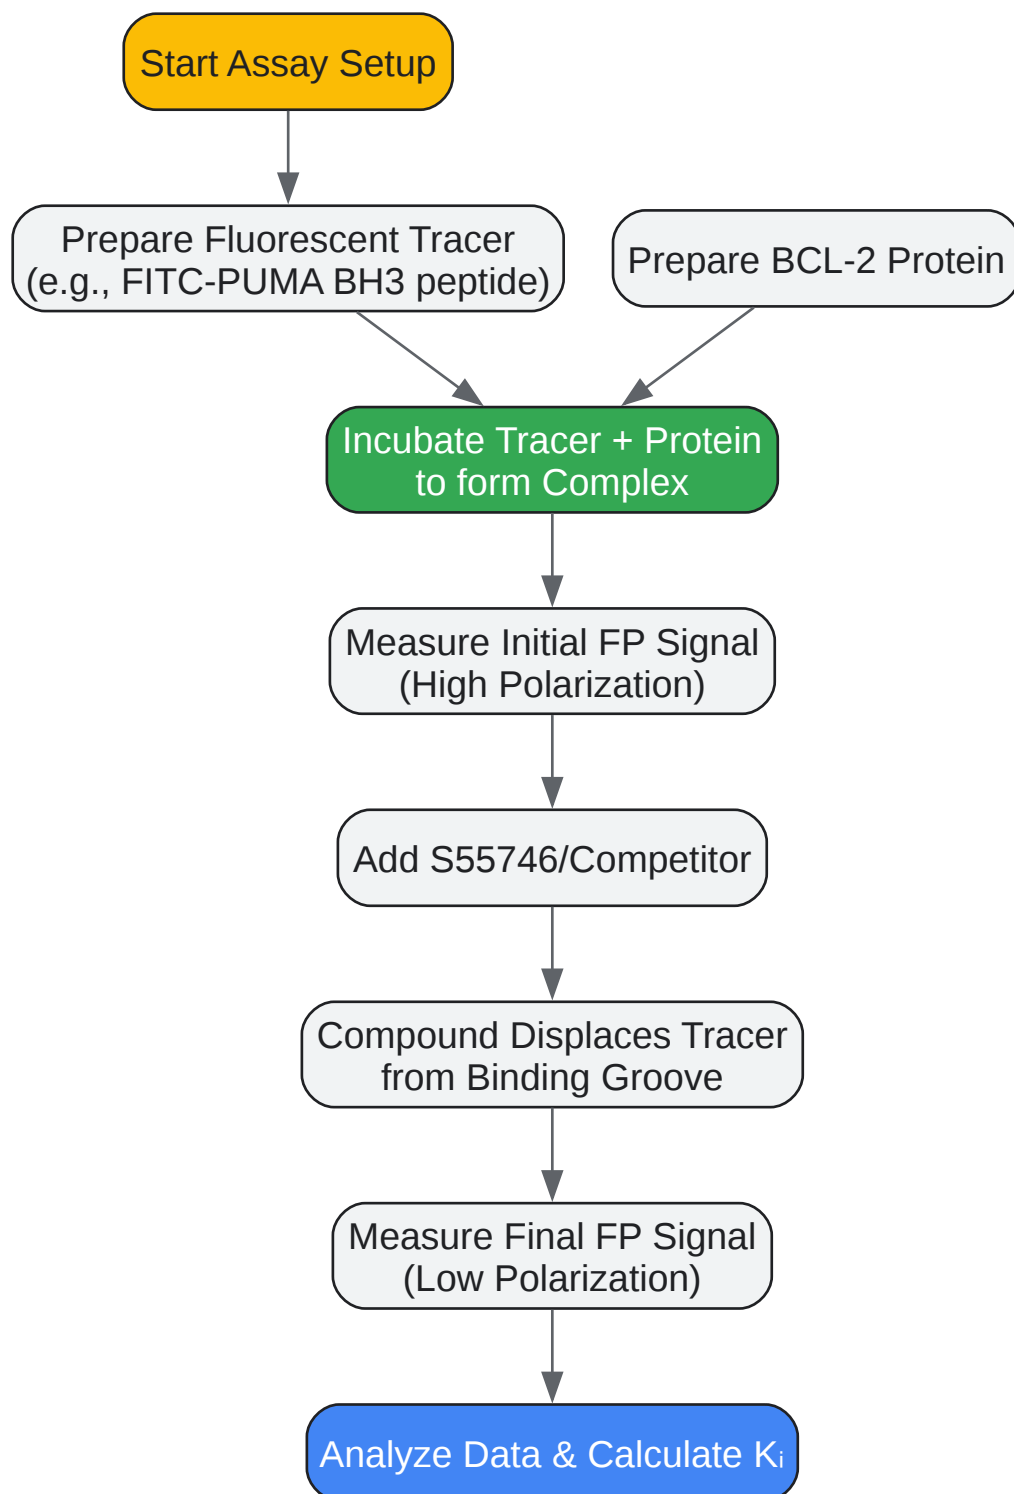 Start Assay Setup
Prepare Fluorescent Tracer
(e.g., FITC-PUMA BH3 peptide)
Prepare BCL-2 Protein
Incubate Tracer + Protein
to form Complex
Measure Initial FP Signal
(High Polarization)
Add S55746/Competitor
Compound Displaces Tracer
from Binding Groove
Measure Final FP Signal
(Low Polarization)
Analyze Data & Calculate Kᵢ